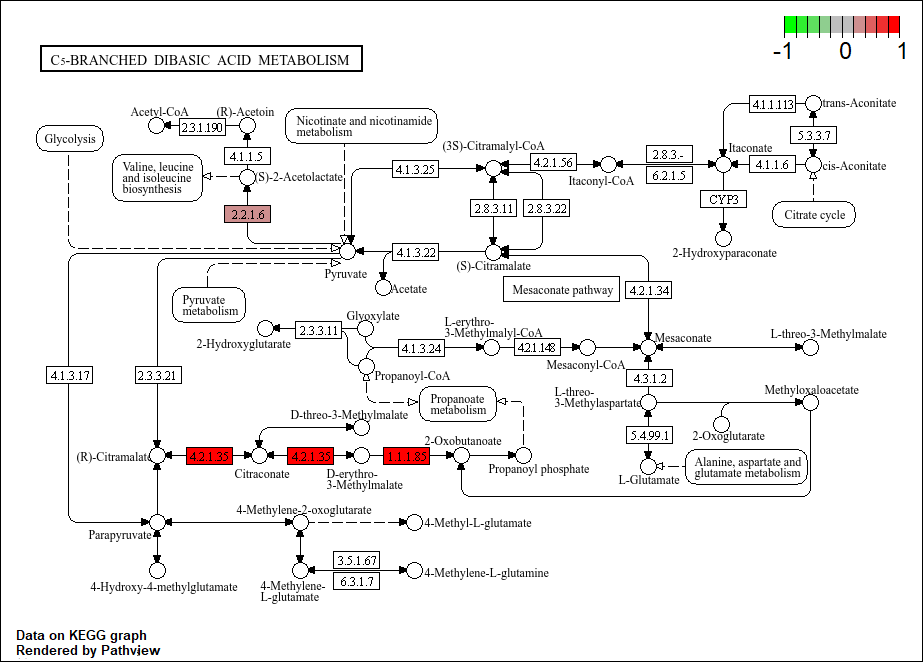 -1 0 1
C5-BRANCHED DIBASIC ACID METABOLISM
Acetyl-CoA
(R)-Acetoin
2.3.1.190
Glycolysis
Nicotinate and nicotinamide
metabolism
4.1.1.5
Valine, leucine
and isoleucine
biosynthesis
(S)-2-Acetolactate
2.2.1.6
4.1.3.25
(3S)-Citramalyl-CoA
4.2.1.56
Itaconyl-CoA
2.8.3.-
6.2.1.5
Itaconate
4.1.1.113
trans-Aconitate
5.3.3.7
4.1.1.6
cis-Aconitate
CYP3
Citrate cycle
2-Hydroxyparaconate
2.8.3.11
2.8.3.22
4.1.3.22
Pyruvate
(S)-Citramalate
Acetate
Pyruvate
metabolism
Mesaconate pathway
4.2.1.34
Glyoxylate
2.3.3.11
2-Hydroxyglutarate
L-erythro-
3-Methylmalyl-CoA
4.1.3.24
4.2.1.148
Mesaconyl-CoA
Mesaconate
L-threo-3-Methylmalate
Propanoyl-CoA
4.1.3.17
2.3.3.21
4.3.1.2
Propanoate
metabolism
L-threo-
3-Methylaspartate
Methyloxaloacetate
D-threo-3-Methylmalate
2-Oxoglutarate
5.4.99.1
2-Oxobutanoate
(R)-Citramalate
4.2.1.35
Citraconate
4.2.1.35
D-erythro-
3-Methylmalate
1.1.1.85
Propanoyl phosphate
L-Glutamate
Alanine, aspartate and
glutamate metabolism
4-Methylene-2-oxoglutarate
Parapyruvate
4-Methyl-L-glutamate
3.5.1.67
6.3.1.7
4-Hydroxy-4-methylglutamate
4-Methylene-
L-glutamate
4-Methylene-L-glutamine
Data on KEGG graph
Rendered by Pathview